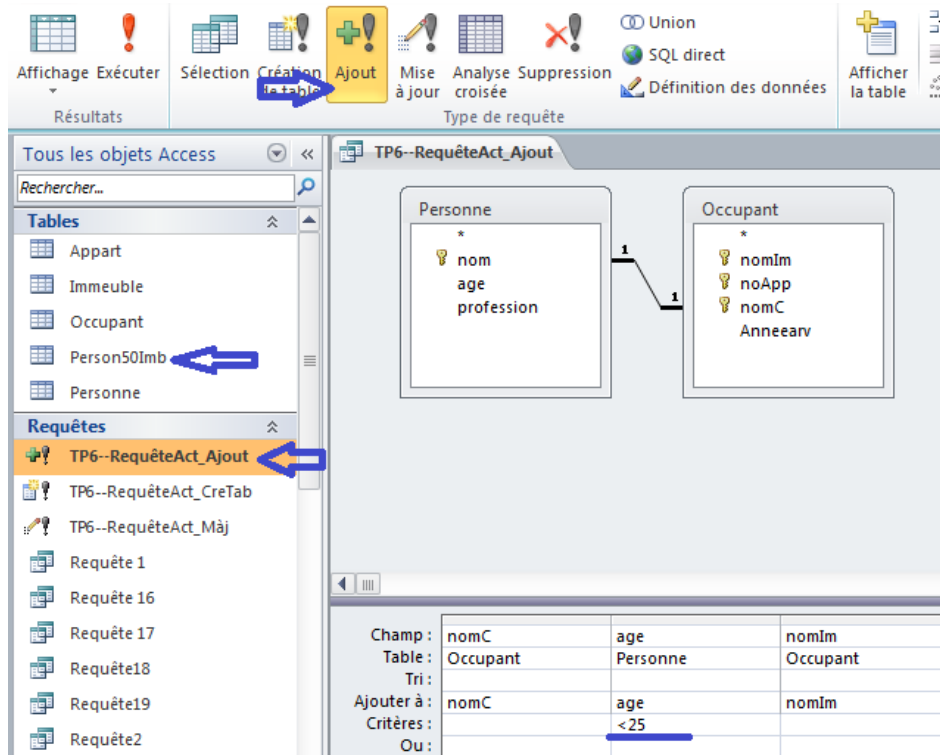 Affichage Exécuter Sélection Création de table Ajout Mise à jour Analyse croisée Suppression
Union
SQL direct
Définition des données
Afficher la table
Résultats
Type de requête
Tous les objets Access
Rechercher...
Tables
Appart
Immeuble
Occupant
Person50Imb
Personne
Requêtes
TP6--RequêteAct_Ajout
TP6--RequêteAct_CreTab
TP6--RequêteAct_Màj
Requête 1
Requête 16
Requête 17
Requête18
Requête19
Requête2
TP6--RequêteAct_Ajout
Personne
*
nom
age
profession
1
1
Occupant
*
nomIm
noApp
nomC
Anneearv
Champ : nomC age nomIm
Table : Occupant Personne Occupant
Tri :
Ajouter à : nomC age nomIm
Critères : <25
Ou :